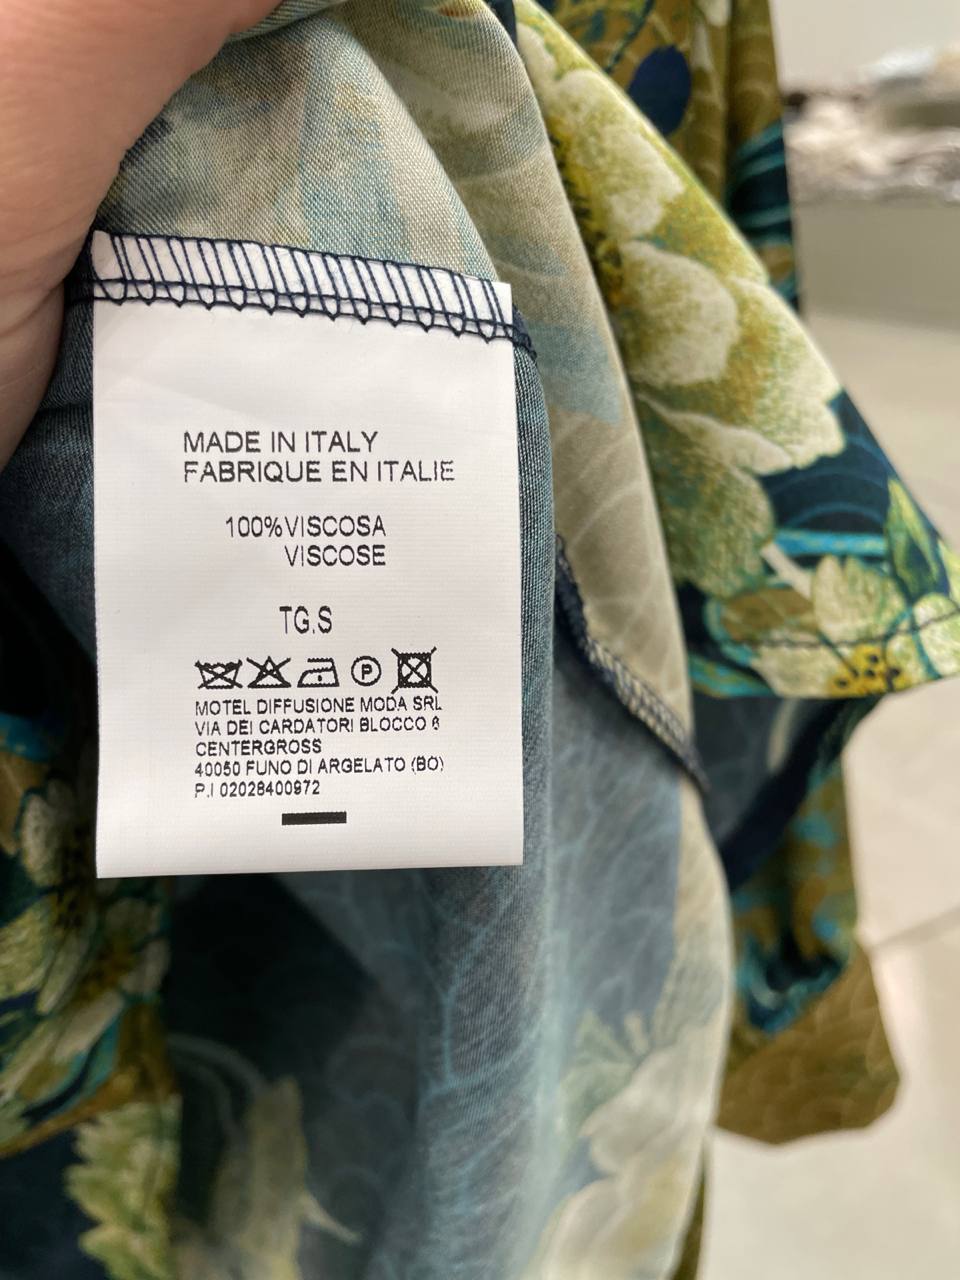 MADE IN ITALY
FABRIQUE EN ITALIE
100%VISCOSA
VISCOSE
TG.S
P
MOTEL DIFFUSIONE MODA SRL
VIA DEI CARDATORI BLOCCO 6
CENTERGROSS
40050 FUNO DI ARGELATO (BO)
P.I 02028400972